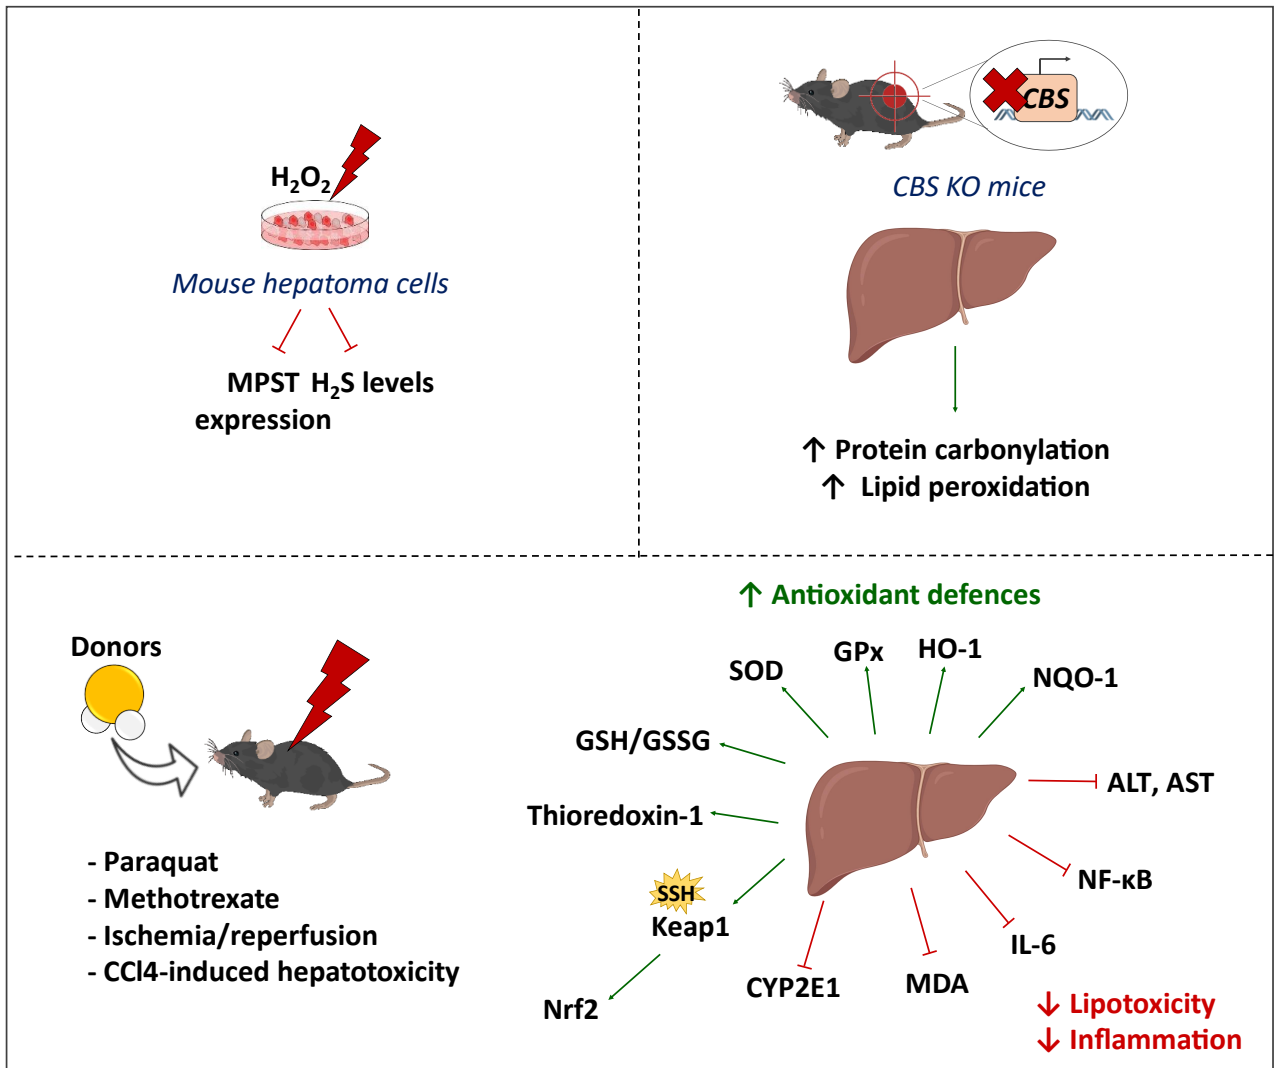 H₂O₂
Mouse hepatoma cells
MPST H₂S levels
expression
CBS
CBS KO mice
↑ Protein carbonylation
↑ Lipid peroxidation
Donors
- Paraquat
- Methotrexate
- Ischemia/reperfusion
- CCl4-induced hepatotoxicity
↑ Antioxidant defences
GPx
HO-1
SOD
NQO-1
GSH/GSSG
ALT, AST
Thioredoxin-1
NF-κB
SSH
Keap1
IL-6
CYP2E1
MDA
Nrf2
↓ Lipotoxicity
↓ Inflammation